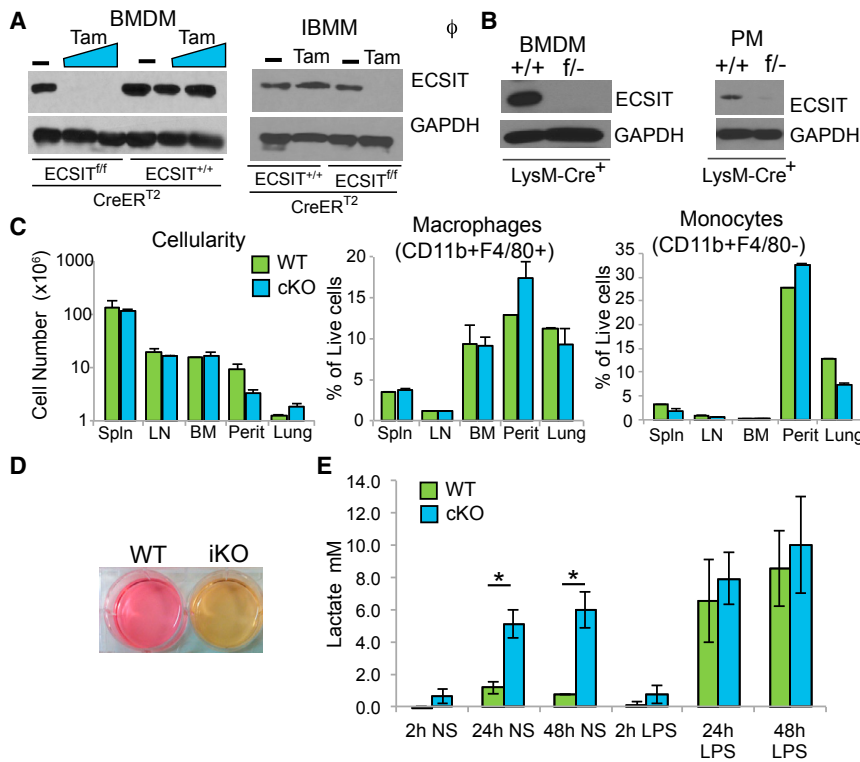 A
BMDM
Tam
Tam
IBMM
Tam
Tam
ϕ
ECSIT
GAPDH
ECSITf/f
ECSIT+/+
CreERT2
ECSIT+/+
ECSITf/f
CreERT2
B
BMDM
+/+ f/-
ECSIT
GAPDH
LysM-Cre+
PM
+/+ f/-
ECSIT
GAPDH
LysM-Cre+
C
Cellularity
WT
cKO
Cell Number (x10⁶)
1000
100
10
1
Spln LN BM Perit Lung
Macrophages
(CD11b+F4/80+)
% of Live cells
20
15
10
5
0
Spln LN BM Perit Lung
Monocytes
(CD11b+F4/80-)
% of Live cells
35
30
25
20
15
10
5
0
Spln LN BM Perit Lung
D
WT iKO
E
WT
cKO
Lactate mM
14.0
12.0
10.0
8.0
6.0
4.0
2.0
0.0
* *
2h NS 24h NS 48h NS 2h LPS 24h LPS 48h LPS